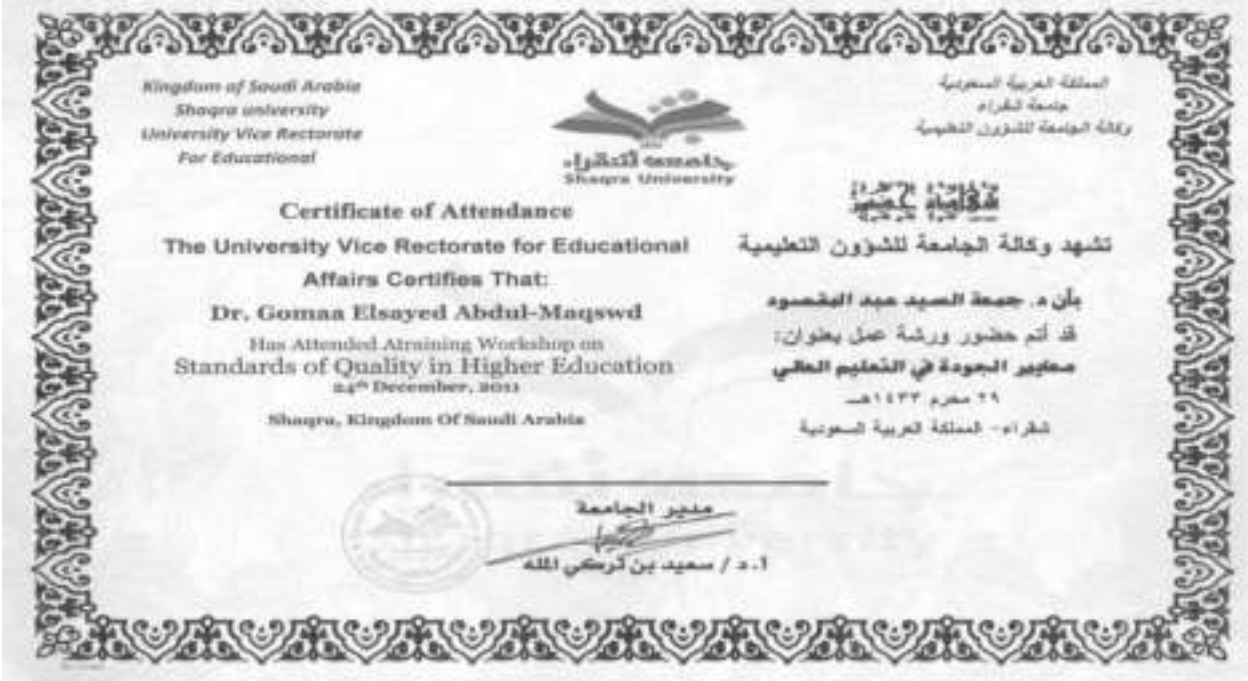 Kingdom of Saudi Arabia
Shaqra university
University Vice Rectorate
For Educational
المملكة العربية السعودية
جامعة شقراء
وكالة الجامعة للشؤون التعليمية
جامعة شقراء
Shaqra University
Certificate of Attendance
The University Vice Rectorate for Educational
Affairs Certifies That:
Dr. Gomaa Elsayed Abdul-Maqswd
Has Attended Atraining Workshop on
Standards of Quality in Higher Education
24th December, 2011
Shaqra, Kingdom Of Saudi Arabia
شهادة حضور
تشهد وكالة الجامعة للشؤون التعليمية
بأن د. جمعة السيد عبد المقصود
قد أتم حضور ورشة عمل بعنوان:
معايير الجودة في التعليم العالي
٢٩ محرم ١٤٣٣هـ
شقراء- المملكة العربية السعودية
مدير الجامعة
أ.د / سعيد بن تركي المله